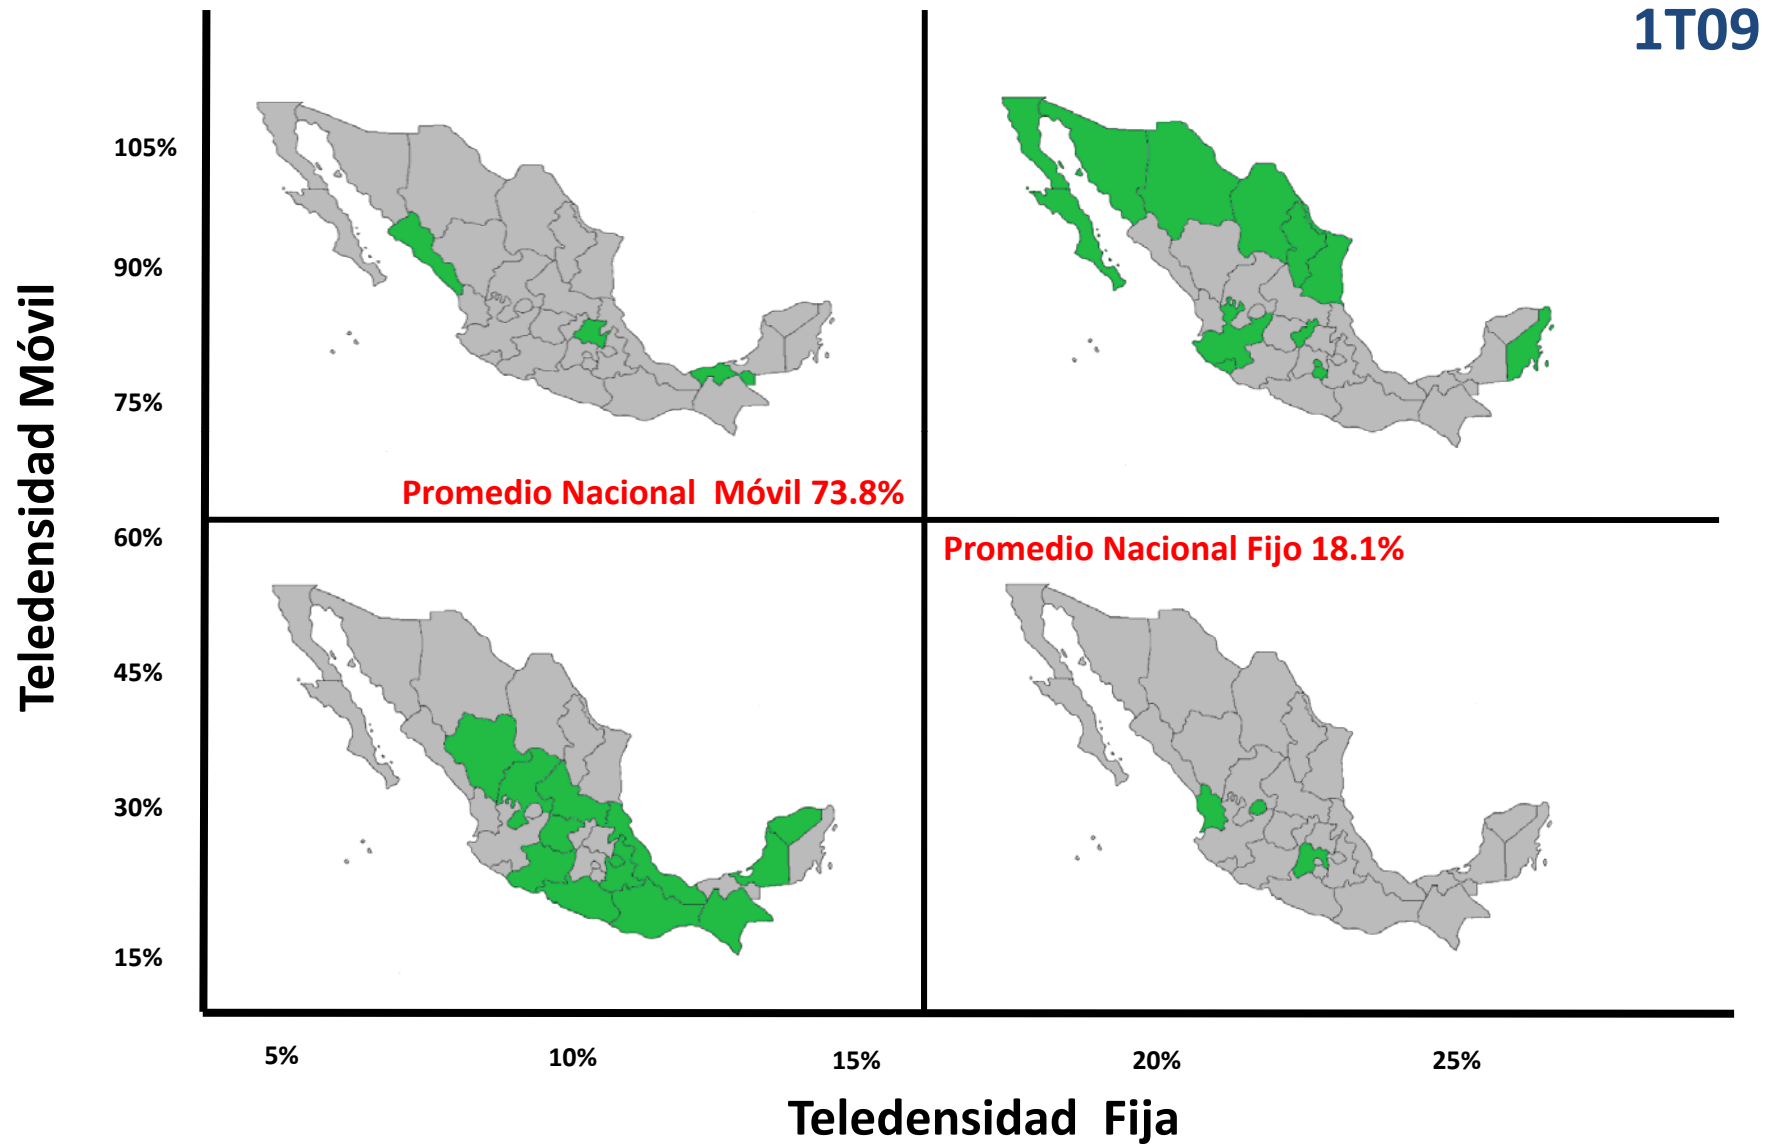 1T09
Teledensidad Móvil
105%
90%
75%
60%
45%
30%
15%
Promedio Nacional  Móvil 73.8%
Promedio Nacional Fijo 18.1%
5%
10%
15%
20%
25%
Teledensidad  Fija